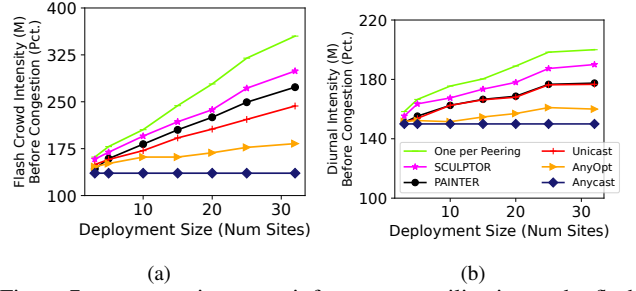 Flash Crowd Intensity (M)
Before Congestion (Pct.)
400
325
250
175
100
10
20
30
Deployment Size (Num Sites)
(a)
Diurnal Intensity (M)
Before Congestion (Pct.)
220
180
140
100
One per Peering
SCULPTOR
PAINTER
Unicast
AnyOpt
Anycast
10
20
30
Deployment Size (Num Sites)
(b)